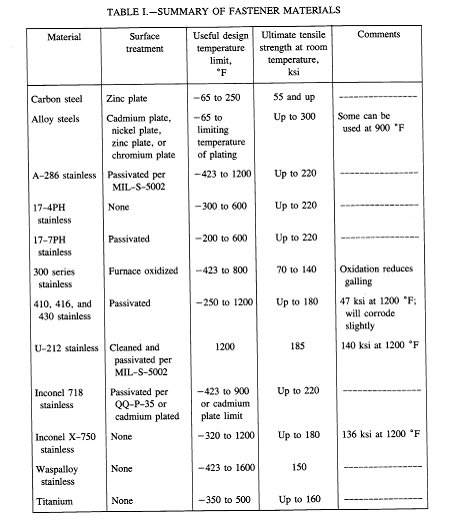 TABLE I.—SUMMARY OF FASTENER MATERIALS
Material
Surface treatment
Useful design temperature limit, °F
Ultimate tensile strength at room temperature, ksi
Comments
Carbon steel
Zinc plate
−65 to 250
55 and up
--------------
Alloy steels
Cadmium plate,
nickel plate,
zinc plate, or
chromium plate
−65 to
limiting
temperature
of plating
Up to 300
Some can be
used at 900 °F
A-286 stainless
Passivated per
MIL-S-5002
−423 to 1200
Up to 220
--------------
17-4PH
stainless
None
−300 to 600
Up to 220
--------------
17-7PH
stainless
Passivated
−200 to 600
Up to 220
--------------
300 series
stainless
Furnace oxidized
−423 to 800
70 to 140
Oxidation reduces
galling
410, 416, and
430 stainless
Passivated
−250 to 1200
Up to 180
47 ksi at 1200 °F;
will corrode
slightly
U-212 stainless
Cleaned and
passivated per
MIL-S-5002
1200
185
140 ksi at 1200 °F
Inconel 718
stainless
Passivated per
QQ-P-35 or
cadmium plated
−423 to 900
or cadmium
plate limit
Up to 220
--------------
Inconel X-750
stainless
None
−320 to 1200
Up to 180
136 ksi at 1200 °F
Waspalloy
stainless
None
−423 to 1600
150
--------------
Titanium
None
−350 to 500
Up to 160
--------------